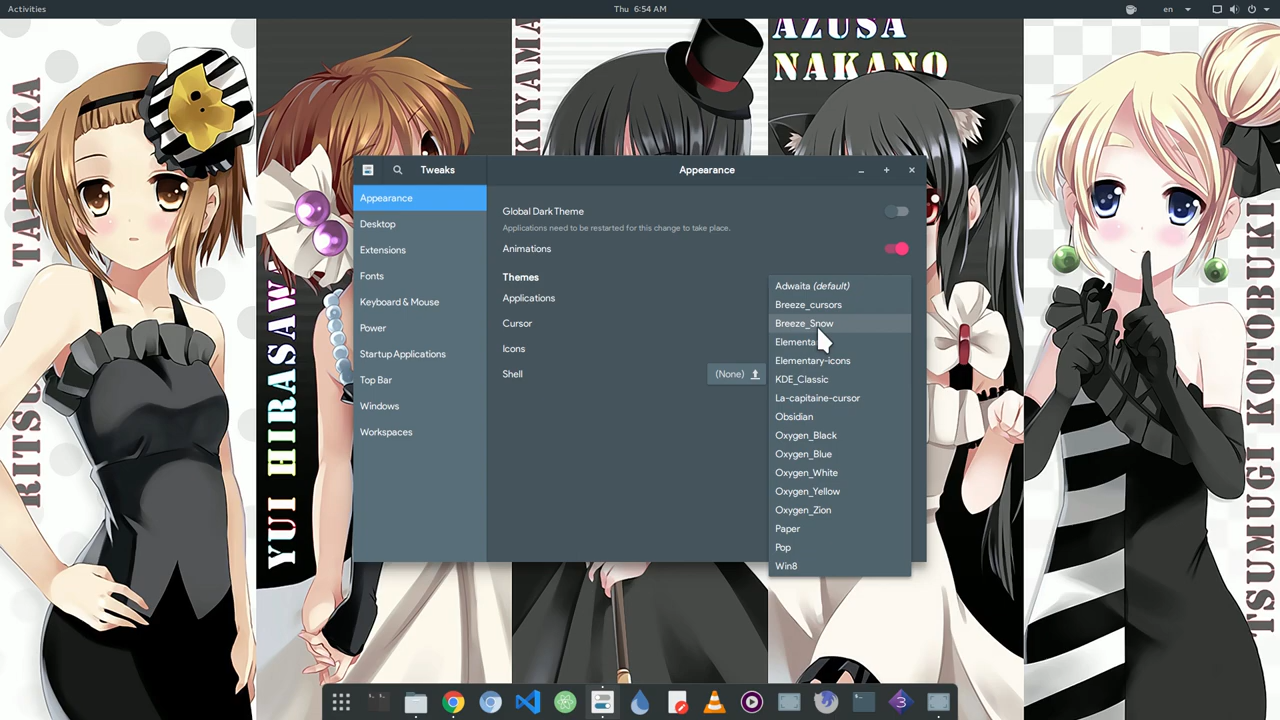 Activities
Thu 6:54 AM
en
RITSU TAINAKA
YUI HIRASAWA
AZUSA
NAKANO
TSUMUGI KOTOBUKI
Tweaks
Appearance
Appearance
Desktop
Extensions
Fonts
Keyboard & Mouse
Power
Startup Applications
Top Bar
Windows
Workspaces
Global Dark Theme
Applications need to be restarted for this change to take place.
Animations
Themes
Applications
Cursor
Icons
Shell
(None)
Adwaita (default)
Breeze_cursors
Breeze_Snow
Elementa
Elementary-icons
KDE_Classic
La-capitaine-cursor
Obsidian
Oxygen_Black
Oxygen_Blue
Oxygen_White
Oxygen_Yellow
Oxygen_Zion
Paper
Pop
Win8
3